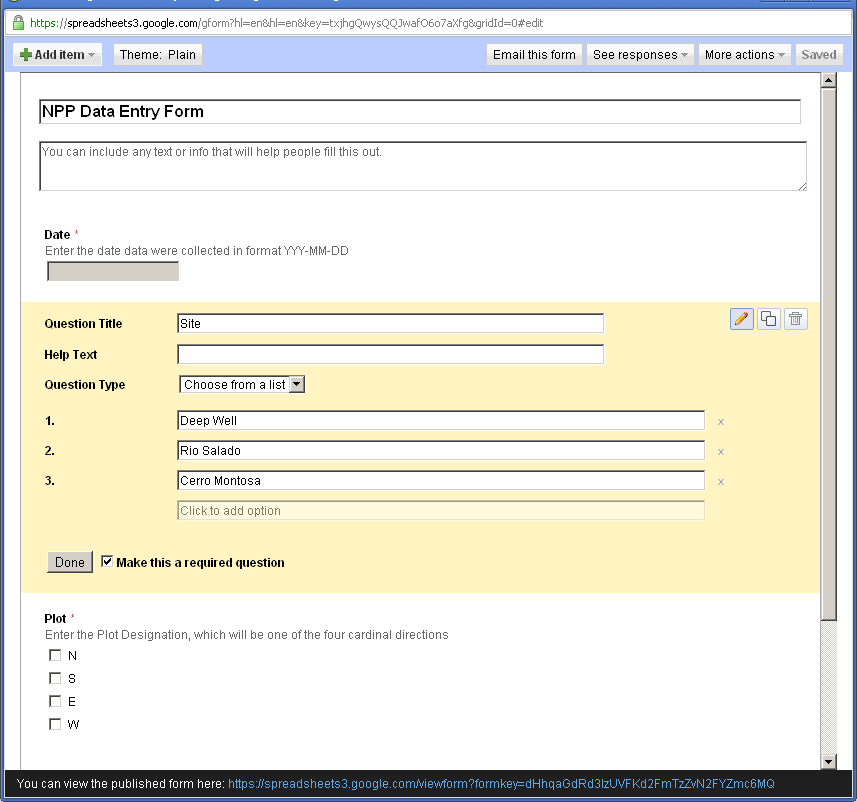 https://spreadsheets3.google.com/gform?hl=en&hl=en&key=txjhgQwysQQJwafO6o7aXfg&gridId=0#edit
Add item Theme: Plain Email this form See responses More actions Saved
NPP Data Entry Form
You can include any text or info that will help people fill this out.
Date *
Enter the date data were collected in format YYY-MM-DD
Question Title Site
Help Text
Question Type Choose from a list
1. Deep Well x
2. Rio Salado x
3. Cerro Montosa x
Click to add option
Done Make this a required question
Plot *
Enter the Plot Designation, which will be one of the four cardinal directions
N
S
E
W
You can view the published form here: https://spreadsheets3.google.com/viewform?formkey=dHhqaGdRd3lzUVFKd2FmTzZvN2FYZmc6MQ